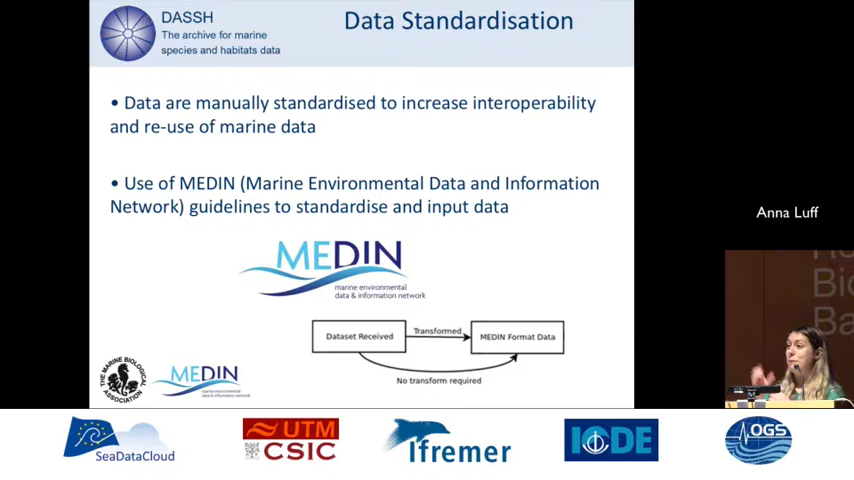 DASSH
The archive for marine
species and habitats data
Data Standardisation
• Data are manually standardised to increase interoperability
and re-use of marine data
• Use of MEDIN (Marine Environmental Data and Information
Network) guidelines to standardise and input data
MEDIN
marine environmental
data & information network
Dataset Received
Transformed
MEDIN Format Data
No transform required
THE MARINE BIOLOGICAL
ASSOCIATION
MEDIN
marine environmental
data & information network
Anna Luff
Bio
Ba
SeaDataCloud
UTM
CSIC
Ifremer
IODE
OGS